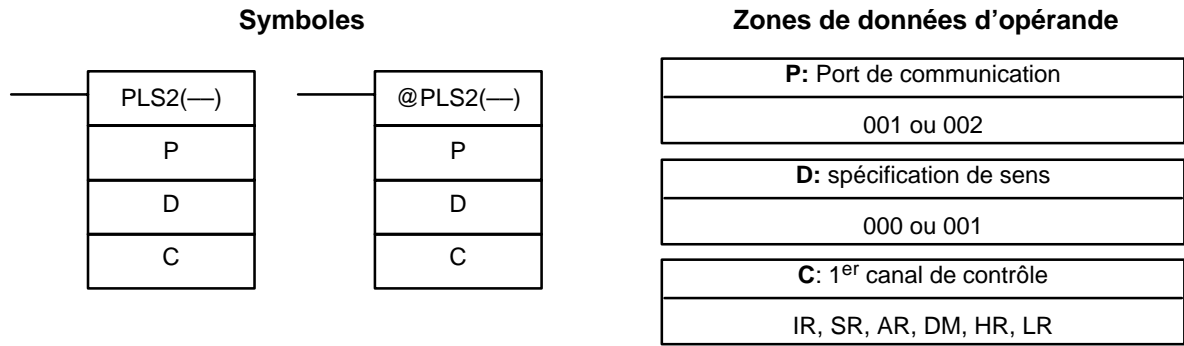 Symboles
PLS2(—)
P
D
C
@PLS2(—)
P
D
C
Zones de données d’opérande
P: Port de communication
001 ou 002
D: spécification de sens
000 ou 001
C: 1er canal de contrôle
IR, SR, AR, DM, HR, LR